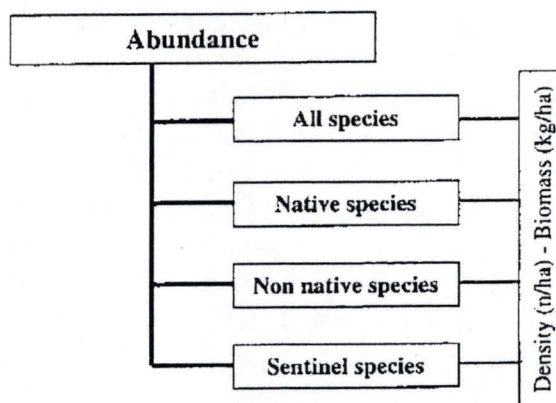 Abundance
All species
Native species
Non native species
Sentinel species
Density (n/ha) - Biomass (kg/ha)